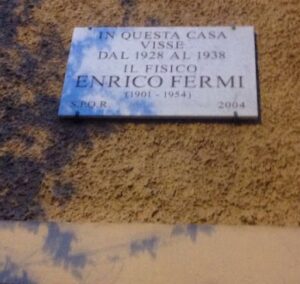 IN QUESTA CASA
VISSE
DAL 1928 AL 1938
IL FISICO
ENRICO FERMI
(1901 - 1954)
S.P.Q.R. 2004